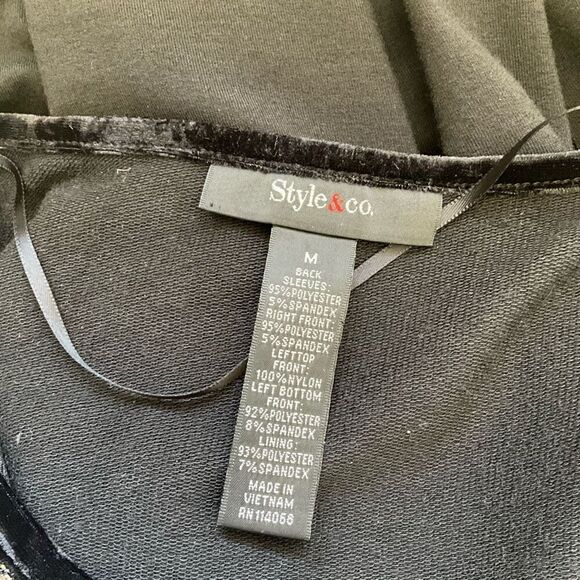 Style&co.
M
BACK
SLEEVES:
95%POLYESTER
5%SPANDEX
RIGHT FRONT:
95%POLYESTER
5%SPANDEX
LEFTTOP
FRONT:
100%NYLON
LEFT BOTTOM
FRONT:
92%POLYESTER
8%SPANDEX
LINING:
93%POLYESTER
7%SPANDEX
MADE IN
VIETNAM
RN114056